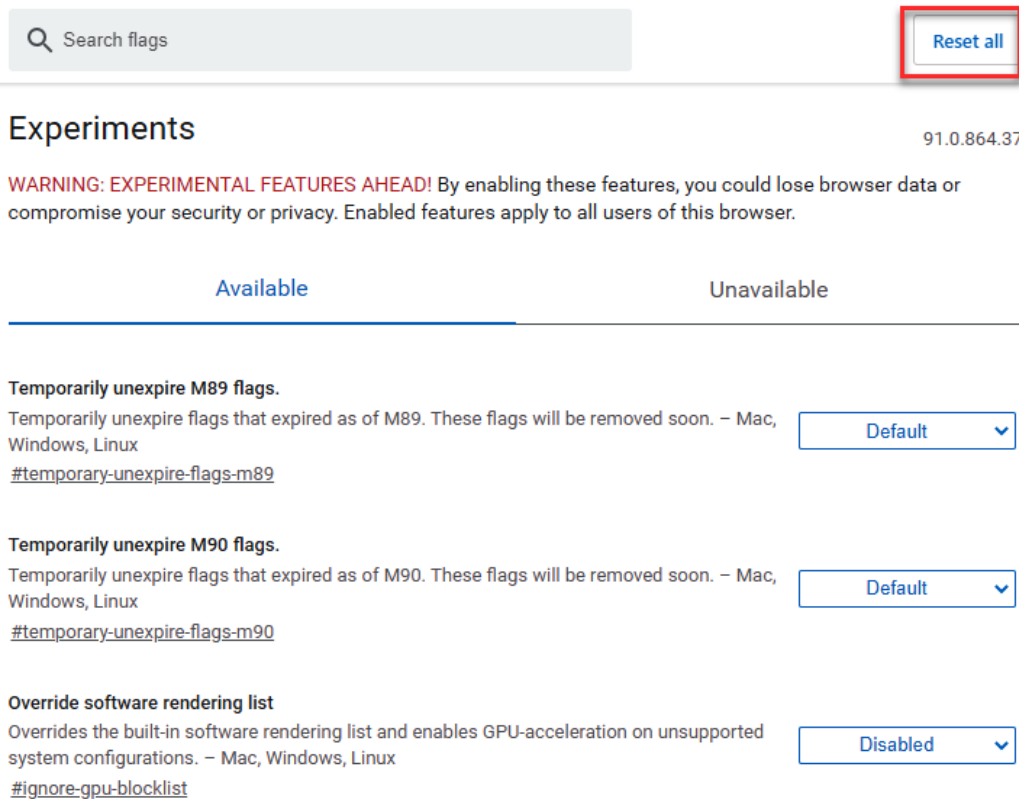 Search flags
Reset all
Experiments
91.0.864.37
WARNING: EXPERIMENTAL FEATURES AHEAD! By enabling these features, you could lose browser data or
compromise your security or privacy. Enabled features apply to all users of this browser.
Available
Unavailable
Temporarily unexpire M89 flags.
Temporarily unexpire flags that expired as of M89. These flags will be removed soon. – Mac,
Windows, Linux
Default
#temporary-unexpire-flags-m89
Temporarily unexpire M90 flags.
Temporarily unexpire flags that expired as of M90. These flags will be removed soon. – Mac,
Windows, Linux
Default
#temporary-unexpire-flags-m90
Override software rendering list
Overrides the built-in software rendering list and enables GPU-acceleration on unsupported
system configurations. – Mac, Windows, Linux
Disabled
#ignore-gpu-blocklist